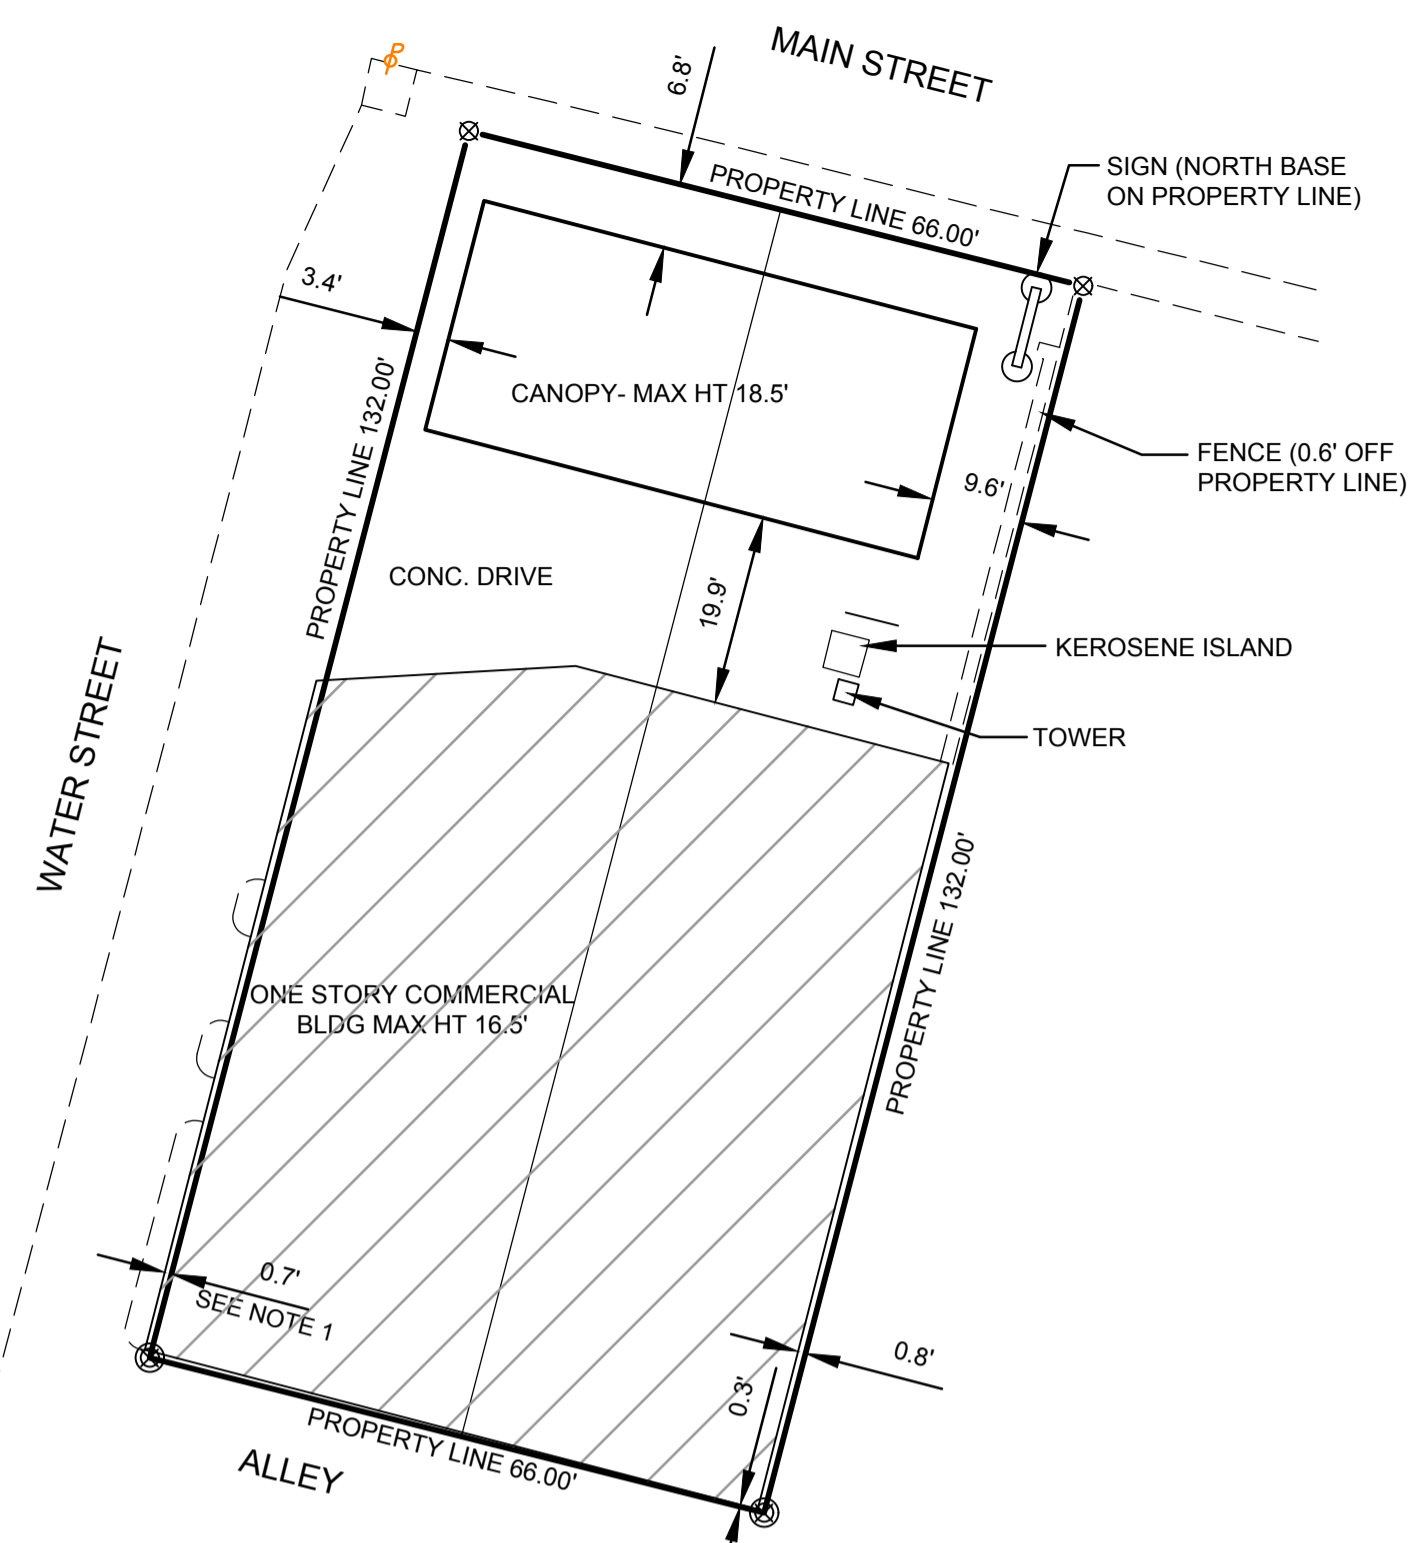 MAIN STREET
6.8'
PROPERTY LINE 66.00'
SIGN (NORTH BASE
ON PROPERTY LINE)
3.4'
PROPERTY LINE 132.00'
CANOPY- MAX HT 18.5'
FENCE (0.6' OFF
PROPERTY LINE)
9.6'
CONC. DRIVE
19.9'
KEROSENE ISLAND
TOWER
WATER STREET
PROPERTY LINE 132.00'
ONE STORY COMMERCIAL
BLDG MAX HT 16.5'
0.7'
SEE NOTE 1
0.8'
0.3'
PROPERTY LINE 66.00'
ALLEY